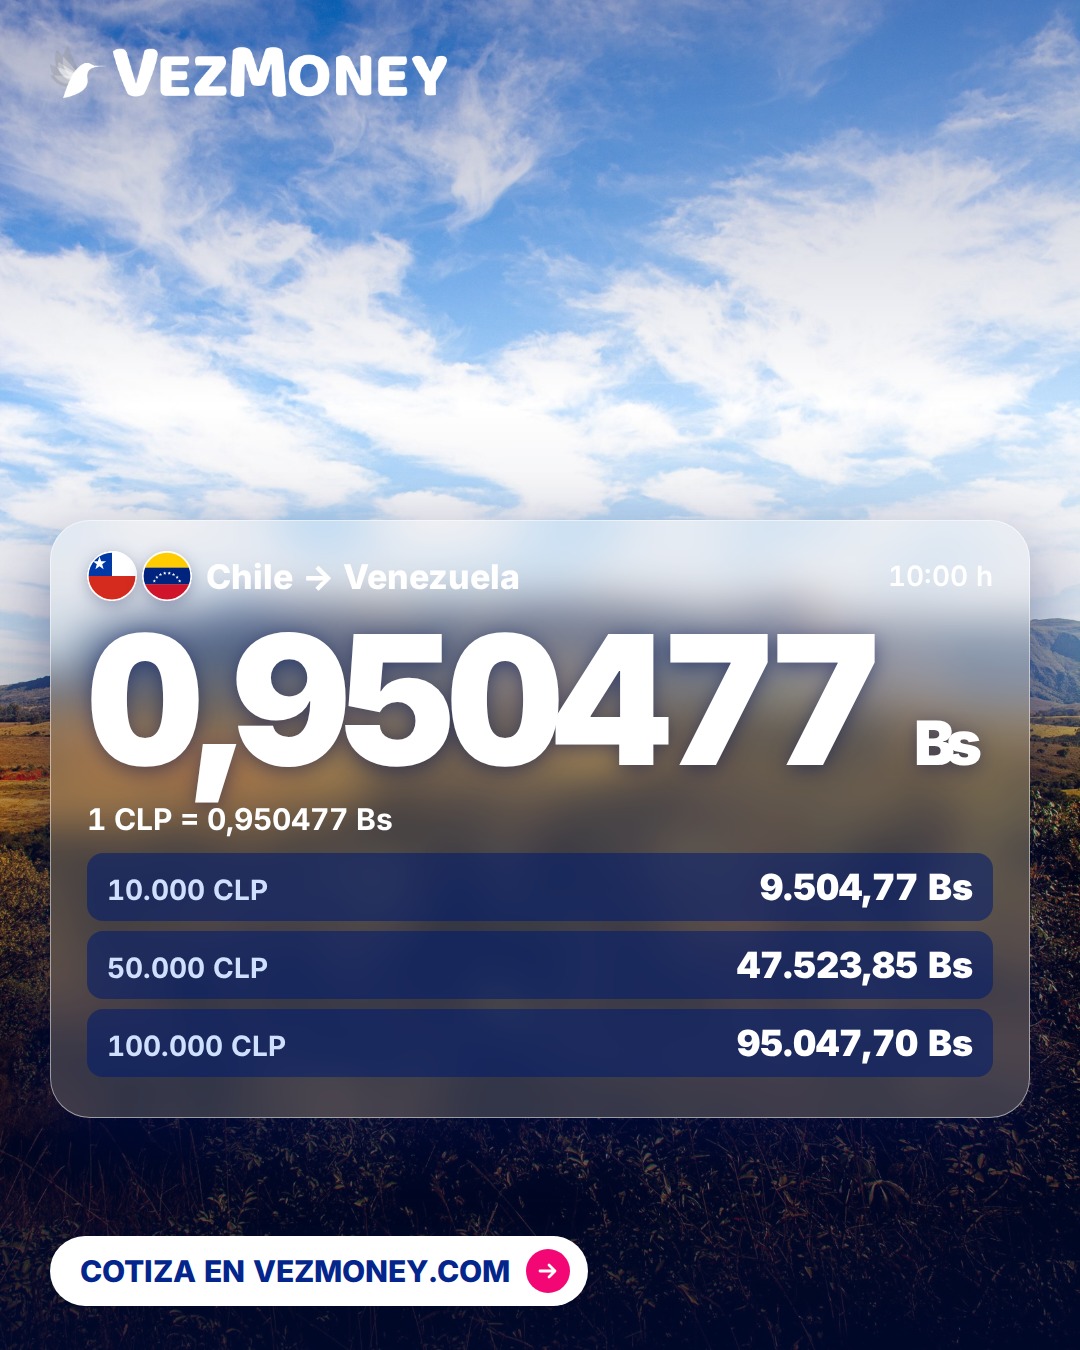 VEZMONEY
Chile → Venezuela
10:00 h
0,950477 Bs
1 CLP = 0,950477 Bs
10.000 CLP 9.504,77 Bs
50.000 CLP 47.523,85 Bs
100.000 CLP 95.047,70 Bs
COTIZA EN VEZMONEY.COM →